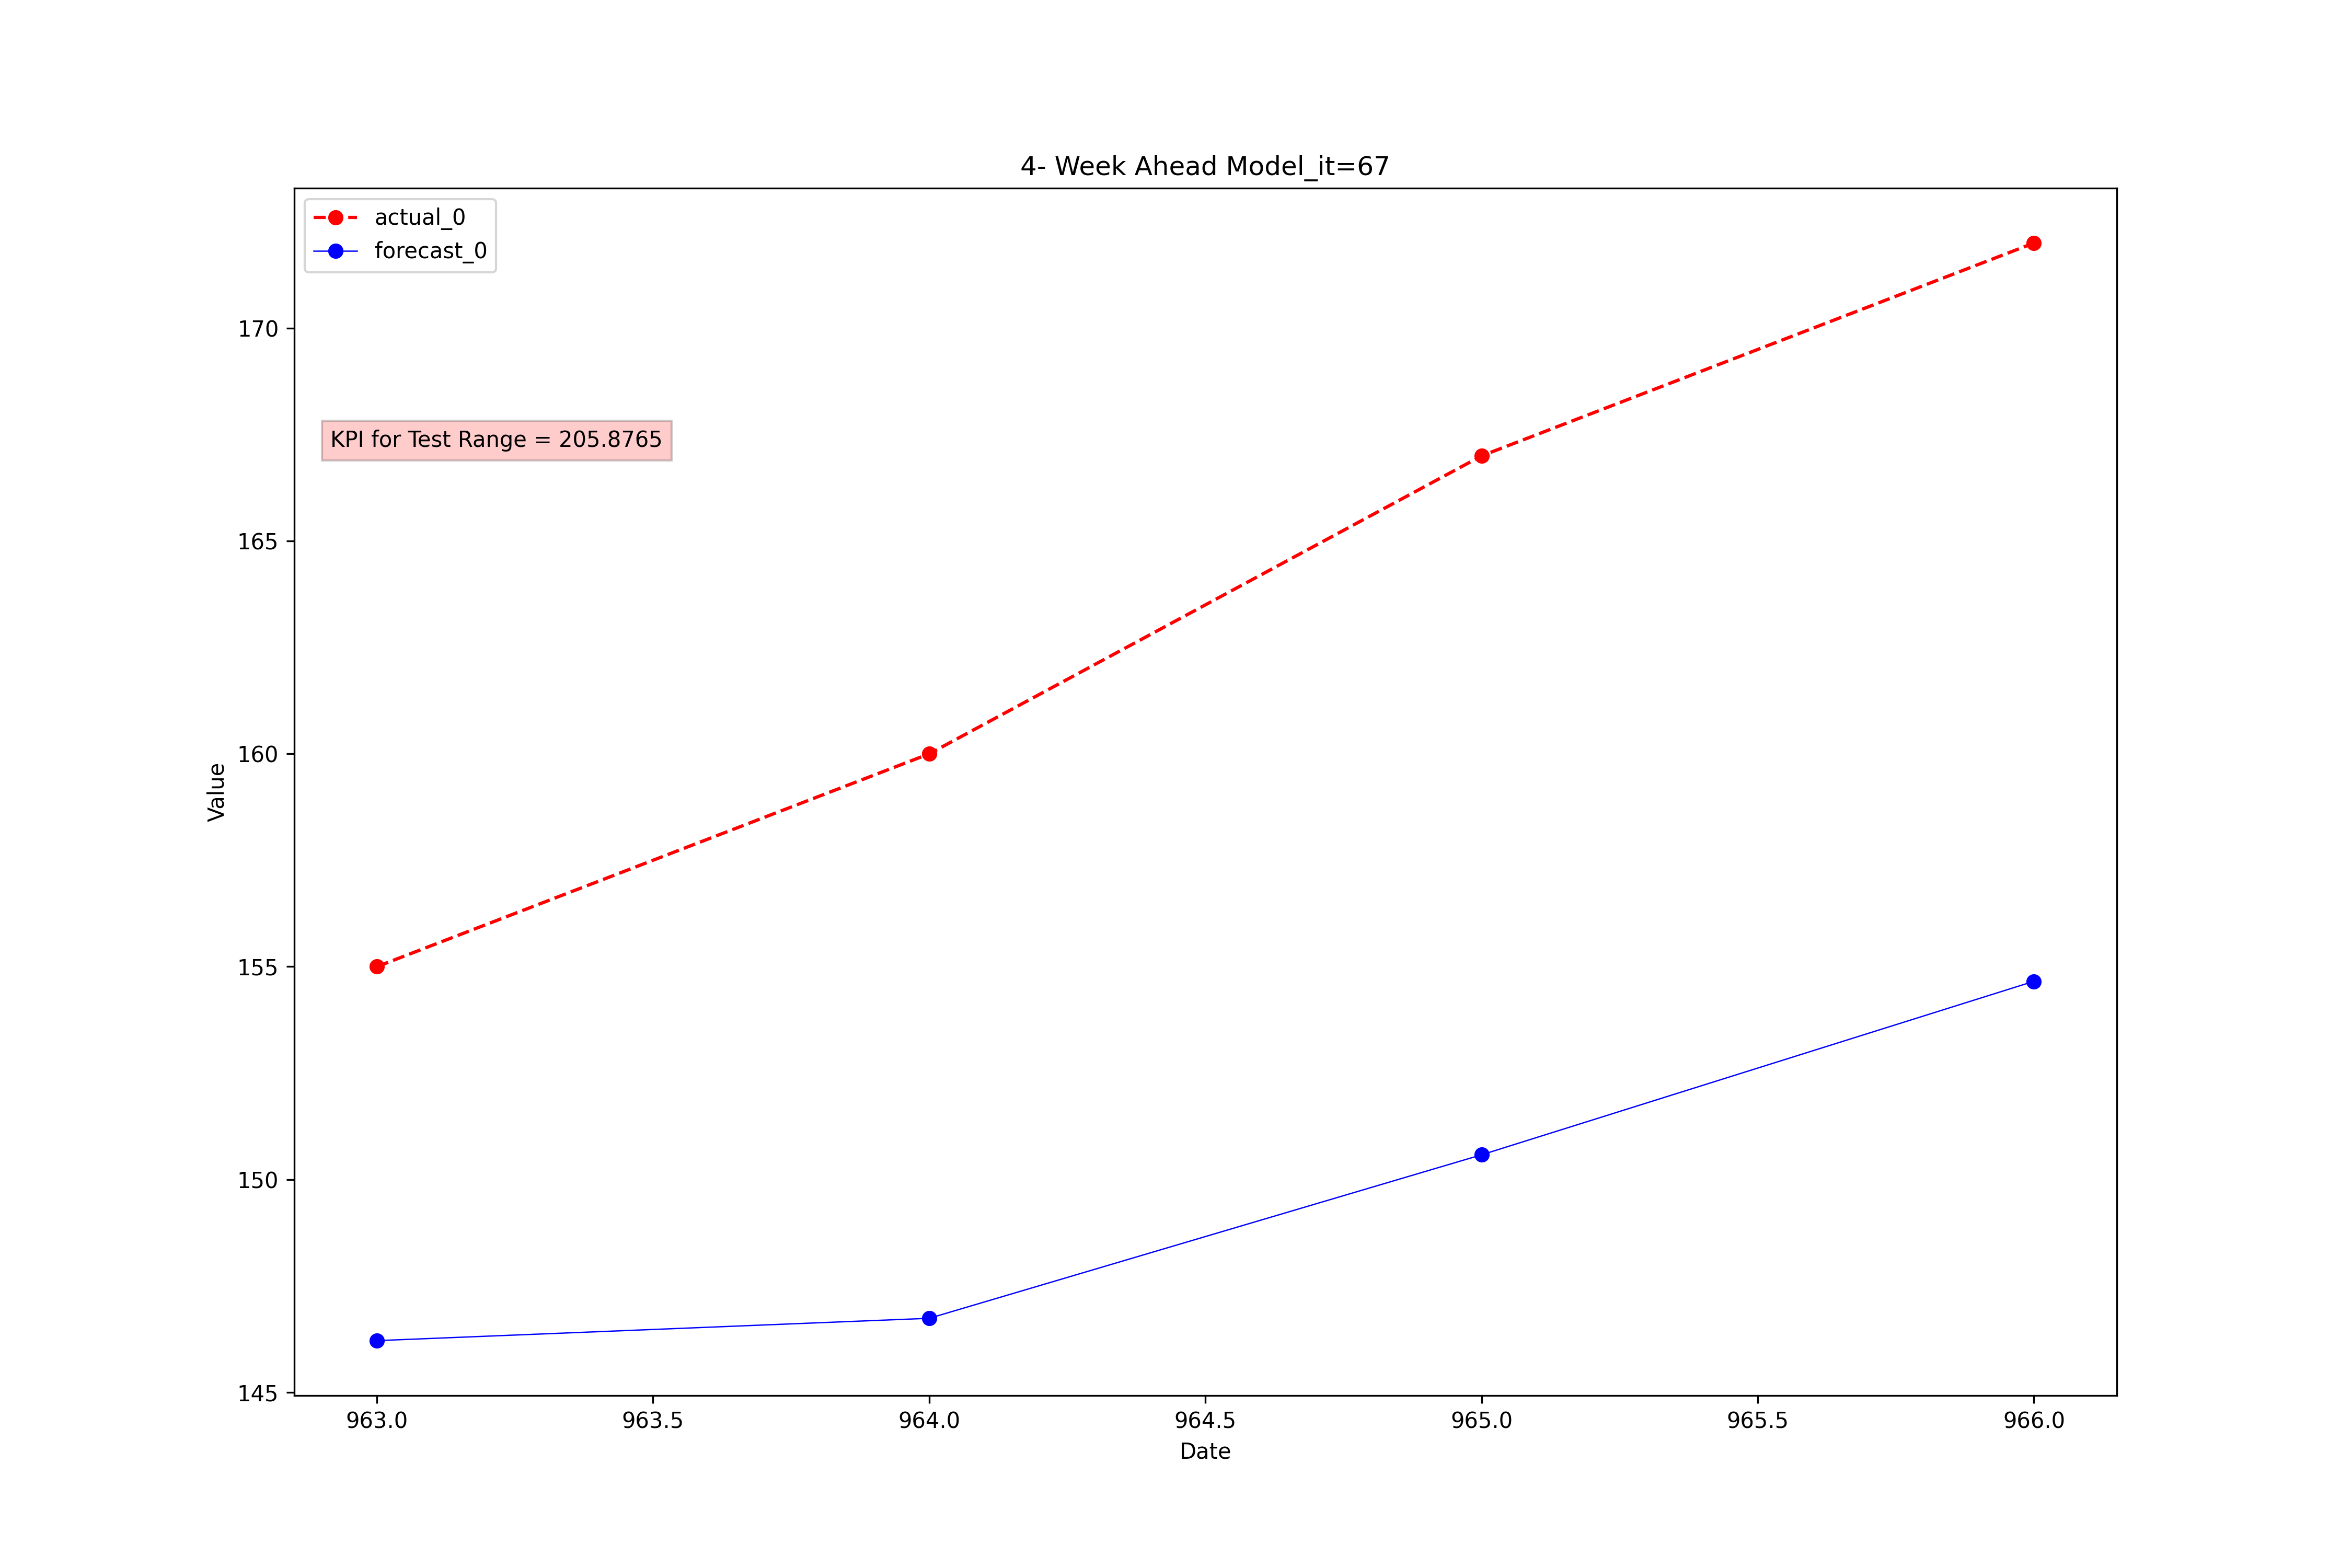 4- Week Ahead Model_it=67
actual_0
forecast_0
KPI for Test Range = 205.8765
170
165
160
155
150
145
Value
963.0 963.5 964.0 964.5 965.0 965.5 966.0
Date